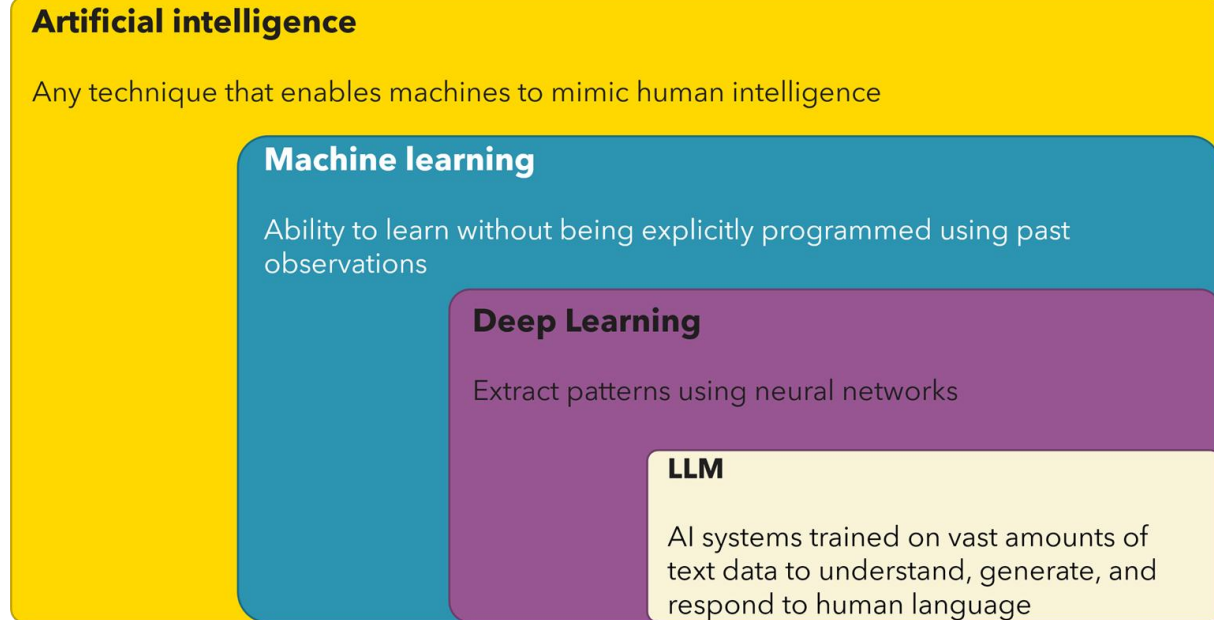 Artificial intelligence
Any technique that enables machines to mimic human intelligence
Machine learning
Ability to learn without being explicitly programmed using past
observations
Deep Learning
Extract patterns using neural networks
LLM
AI systems trained on vast amounts of
text data to understand, generate, and
respond to human language